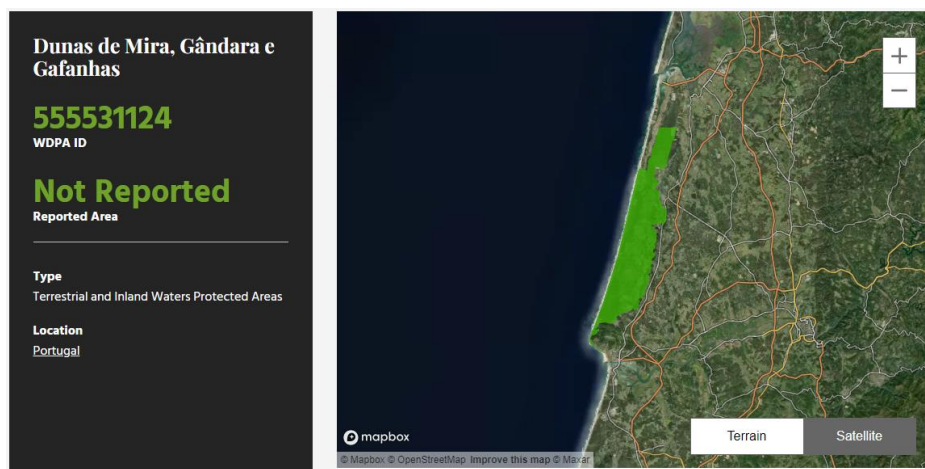 Dunas de Mira, Gândara e
Gafanhas
555531124
WDPA ID
Not Reported
Reported Area
Type
Terrestrial and Inland Waters Protected Areas
Location
Portugal
+
−
mapbox
Terrain
Satellite
© Mapbox © OpenStreetMap Improve this map © Maxar